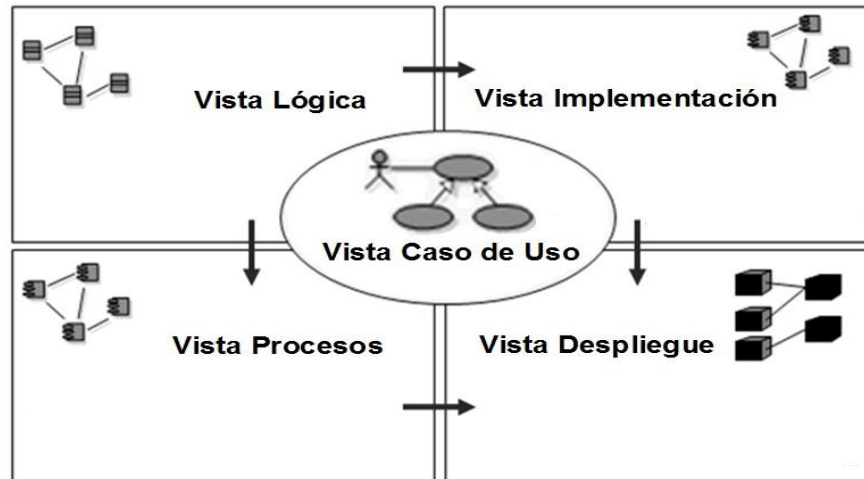 Vista Lógica
Vista Implementación
Vista Caso de Uso
Vista Procesos
Vista Despliegue